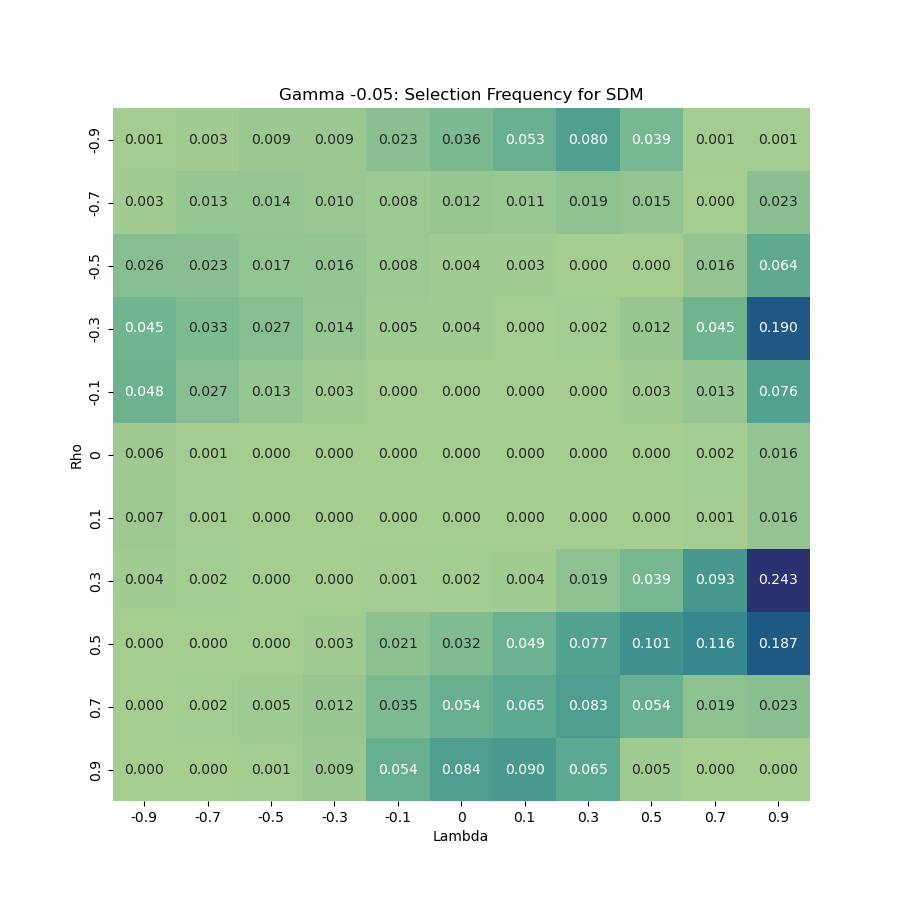 Gamma -0.05: Selection Frequency for SDM
-0.9 0.001 0.003 0.009 0.009 0.023 0.036 0.053 0.080 0.039 0.001 0.001
-0.7 0.003 0.013 0.014 0.010 0.008 0.012 0.011 0.019 0.015 0.000 0.023
-0.5 0.026 0.023 0.017 0.016 0.008 0.004 0.003 0.000 0.000 0.016 0.064
-0.3 0.045 0.033 0.027 0.014 0.005 0.004 0.000 0.002 0.012 0.045 0.190
-0.1 0.048 0.027 0.013 0.003 0.000 0.000 0.000 0.000 0.003 0.013 0.076
Rho
0 0.006 0.001 0.000 0.000 0.000 0.000 0.000 0.000 0.000 0.002 0.016
0.1 0.007 0.001 0.000 0.000 0.000 0.000 0.000 0.000 0.000 0.001 0.016
0.3 0.004 0.002 0.000 0.000 0.001 0.002 0.004 0.019 0.039 0.093 0.243
0.5 0.000 0.000 0.000 0.003 0.021 0.032 0.049 0.077 0.101 0.116 0.187
0.7 0.000 0.002 0.005 0.012 0.035 0.054 0.065 0.083 0.054 0.019 0.023
0.9 0.000 0.000 0.001 0.009 0.054 0.084 0.090 0.065 0.005 0.000 0.000
-0.9 -0.7 -0.5 -0.3 -0.1 0 0.1 0.3 0.5 0.7 0.9
Lambda